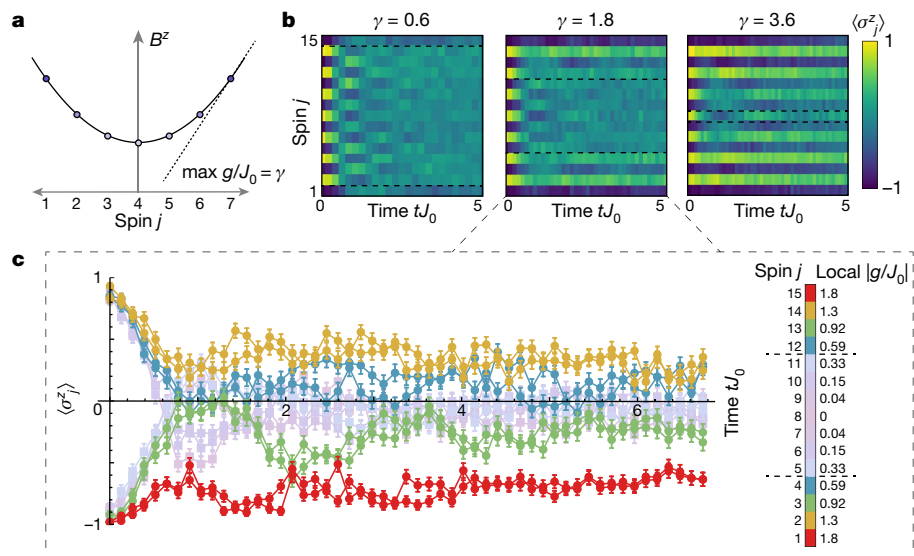 a
B^z
max g/J_0 = γ
1 2 3 4 5 6 7
Spin j
b
γ = 0.6 γ = 1.8 γ = 3.6
⟨σ^z_j⟩
15
Spin j
1
0 5 0 5 0 5
Time tJ_0 Time tJ_0 Time tJ_0
1
−1
c
1
⟨σ^z_j⟩
0
−1
2 4 6
Time tJ_0
Spin j Local |g/J_0|
15 1.8
14 1.3
13 0.92
12 0.59
11 0.33
10 0.15
9 0.04
8 0
7 0.04
6 0.15
5 0.33
4 0.59
3 0.92
2 1.3
1 1.8